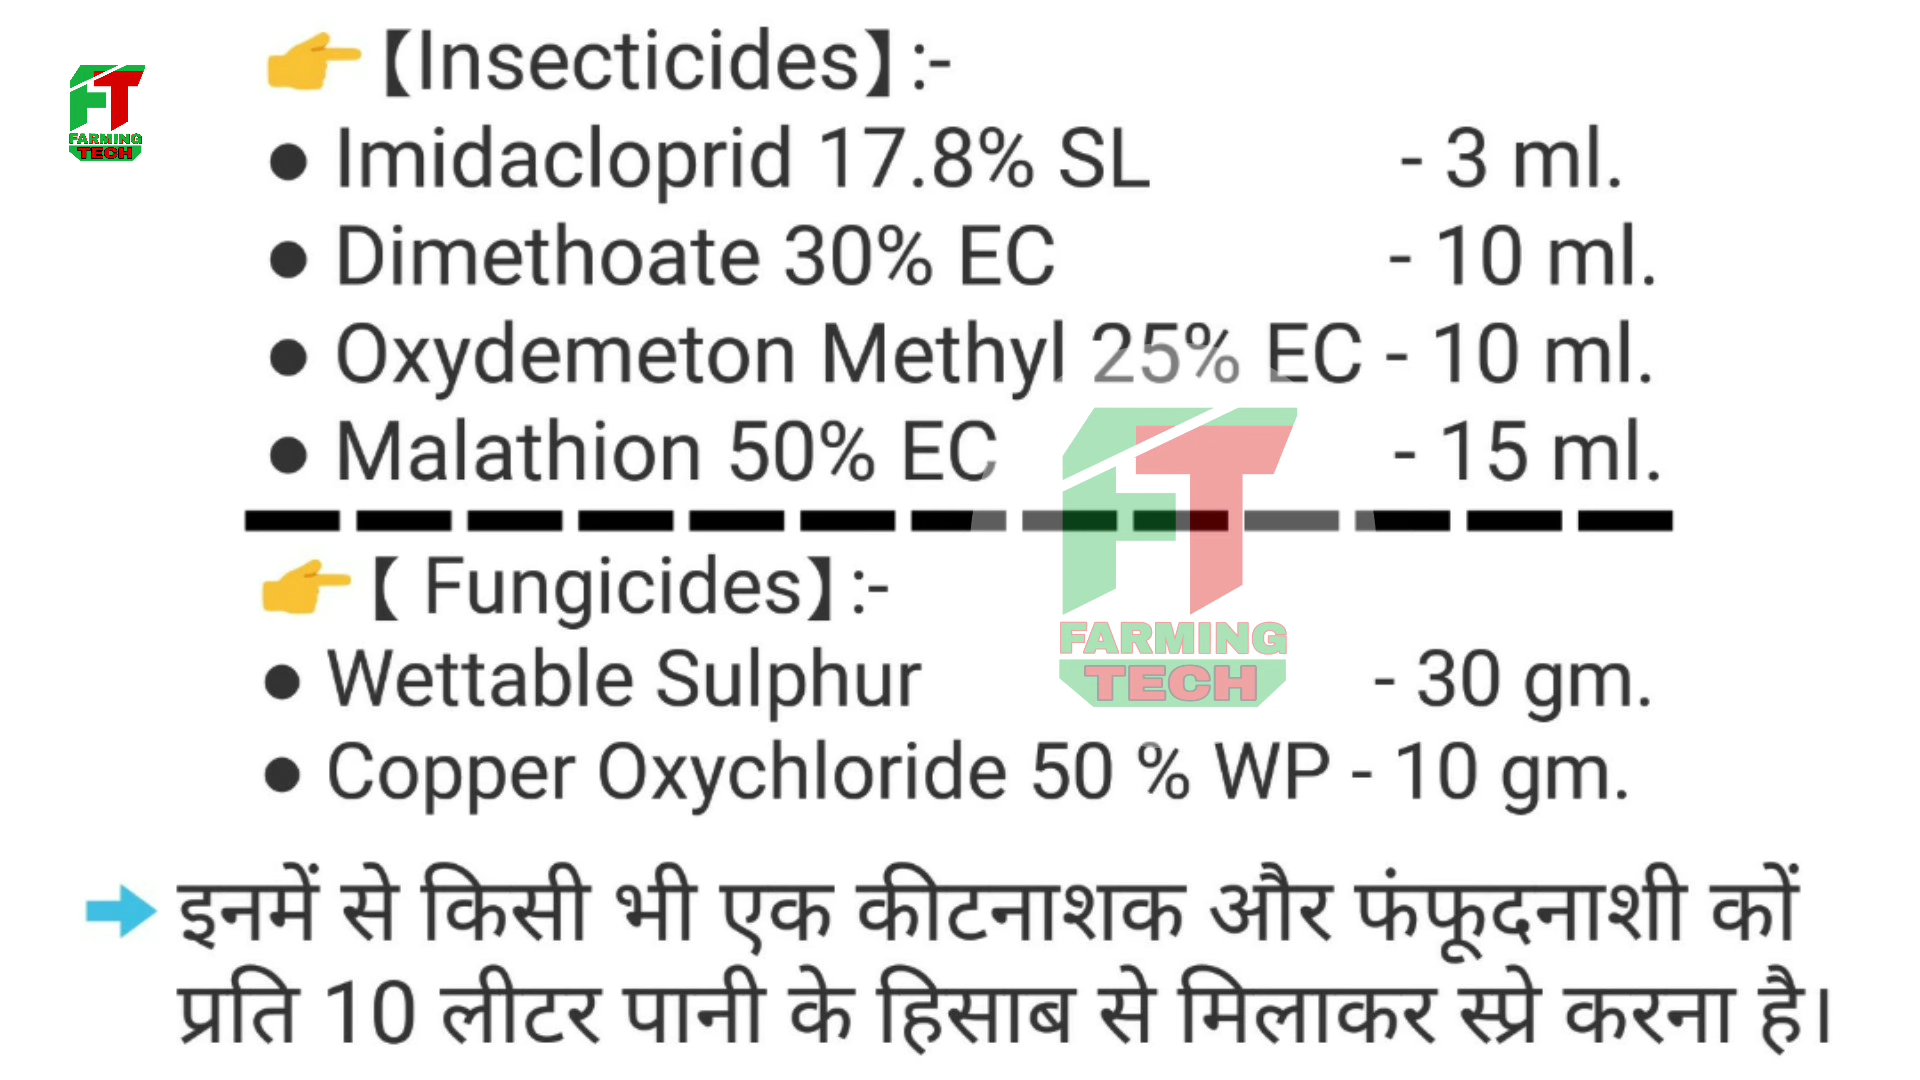 FARMING
TECH
👉【Insecticides】:-
● Imidacloprid 17.8% SL - 3 ml.
● Dimethoate 30% EC - 10 ml.
● Oxydemeton Methyl 25% EC - 10 ml.
● Malathion 50% EC - 15 ml.
👉【 Fungicides】:-
FARMING
TECH
● Wettable Sulphur - 30 gm.
● Copper Oxychloride 50 % WP - 10 gm.
➡ इनमें से किसी भी एक कीटनाशक और फंफूदनाशी कों
प्रति 10 लीटर पानी के हिसाब से मिलाकर स्प्रे करना है।